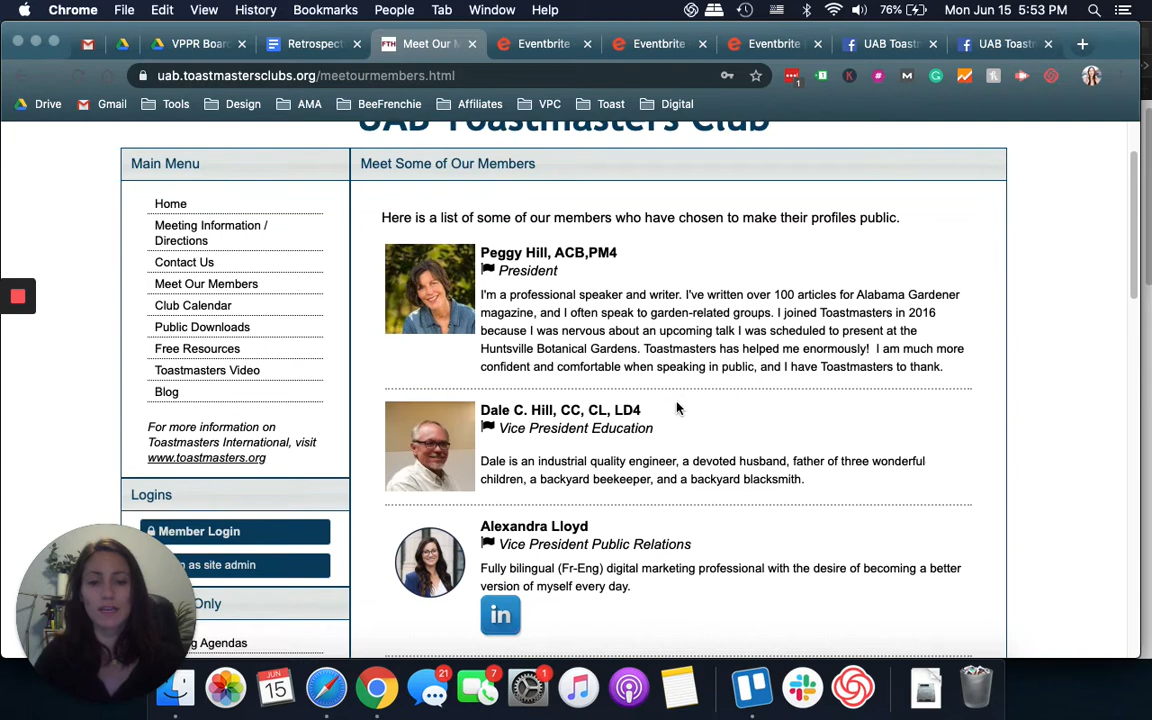 Chrome File Edit View History Bookmarks People Tab Window Help 76% Mon Jun 15 5:53 PM
VPPR Boar Retrospect FTH Meet Our M Eventbrite Eventbrite Eventbrite UAB Toast UAB Toast
uab.toastmastersclubs.org/meetourmembers.html
Drive Gmail Tools Design AMA BeeFrenchie Affiliates VPC Toast Digital
UAB Toastmasters Club
Main Menu
Home
Meeting Information /
Directions
Contact Us
Meet Our Members
Club Calendar
Public Downloads
Free Resources
Toastmasters Video
Blog
For more information on
Toastmasters International, visit
www.toastmasters.org
Logins
Member Login
as site admin
Only
Agendas
Meet Some of Our Members
Here is a list of some of our members who have chosen to make their profiles public.
Peggy Hill, ACB,PM4
President
I'm a professional speaker and writer. I've written over 100 articles for Alabama Gardener
magazine, and I often speak to garden-related groups. I joined Toastmasters in 2016
because I was nervous about an upcoming talk I was scheduled to present at the
Huntsville Botanical Gardens. Toastmasters has helped me enormously! I am much more
confident and comfortable when speaking in public, and I have Toastmasters to thank.
Dale C. Hill, CC, CL, LD4
Vice President Education
Dale is an industrial quality engineer, a devoted husband, father of three wonderful
children, a backyard beekeeper, and a backyard blacksmith.
Alexandra Lloyd
Vice President Public Relations
Fully bilingual (Fr-Eng) digital marketing professional with the desire of becoming a better
version of myself every day.
in
JUN
15
21
7
1